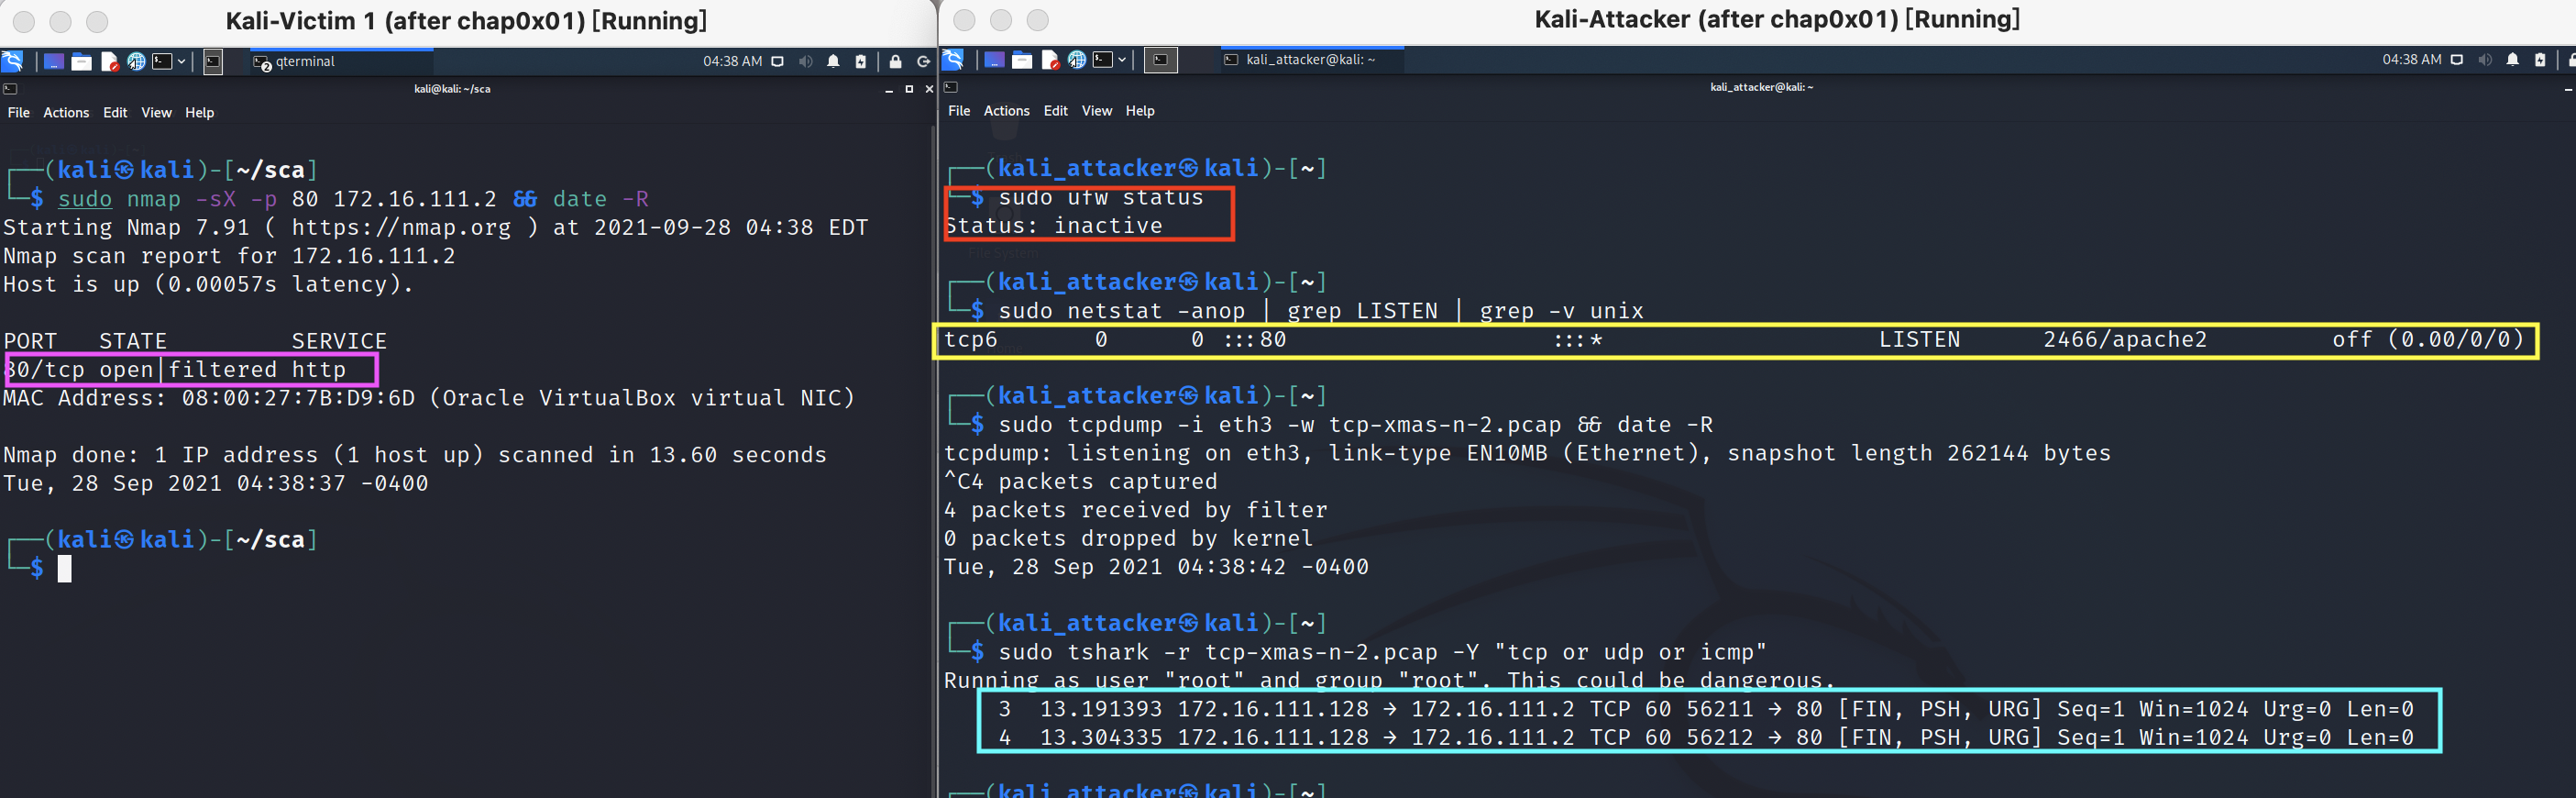 Kali-Victim 1 (after chap0x01) [Running]
qterminal
04:38 AM
kali@kali: ~/sca
File Actions Edit View Help
┌──(kali㉿kali)-[~/sca]
└─$ sudo nmap -sX -p 80 172.16.111.2 && date -R
Starting Nmap 7.91 ( https://nmap.org ) at 2021-09-28 04:38 EDT
Nmap scan report for 172.16.111.2
Host is up (0.00057s latency).
PORT   STATE         SERVICE
80/tcp open|filtered http
MAC Address: 08:00:27:7B:D9:6D (Oracle VirtualBox virtual NIC)
Nmap done: 1 IP address (1 host up) scanned in 13.60 seconds
Tue, 28 Sep 2021 04:38:37 -0400
┌──(kali㉿kali)-[~/sca]
└─$
Kali-Attacker (after chap0x01) [Running]
kali_attacker@kali: ~
04:38 AM
kali_attacker@kali: ~
File Actions Edit View Help
┌──(kali_attacker㉿kali)-[~]
└─$ sudo ufw status
Status: inactive
File System
┌──(kali_attacker㉿kali)-[~]
└─$ sudo netstat -anop | grep LISTEN | grep -v unix
tcp6       0      0 :::80                   :::*                    LISTEN      2466/apache2         off (0.00/0/0)
┌──(kali_attacker㉿kali)-[~]
└─$ sudo tcpdump -i eth3 -w tcp-xmas-n-2.pcap && date -R
tcpdump: listening on eth3, link-type EN10MB (Ethernet), snapshot length 262144 bytes
^C4 packets captured
4 packets received by filter
0 packets dropped by kernel
Tue, 28 Sep 2021 04:38:42 -0400
┌──(kali_attacker㉿kali)-[~]
└─$ sudo tshark -r tcp-xmas-n-2.pcap -Y "tcp or udp or icmp"
Running as user "root" and group "root". This could be dangerous.
    3  13.191393 172.16.111.128 → 172.16.111.2 TCP 60 56211 → 80 [FIN, PSH, URG] Seq=1 Win=1024 Urg=0 Len=0
    4  13.304335 172.16.111.128 → 172.16.111.2 TCP 60 56212 → 80 [FIN, PSH, URG] Seq=1 Win=1024 Urg=0 Len=0
┌──(kali_attacker㉿kali)-[~]